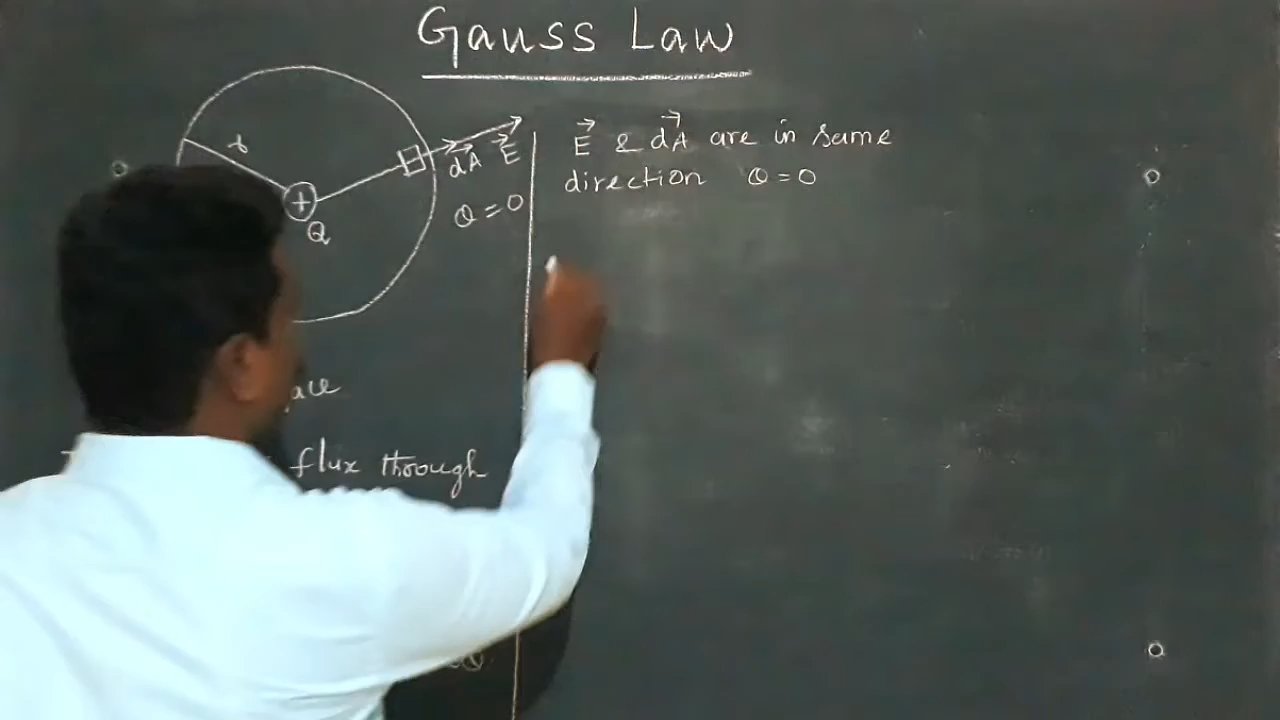 Gauss Law
r
+
Q
dA⃗ E⃗
θ = 0
flux through
E⃗ & dA⃗ are in same
direction θ = 0